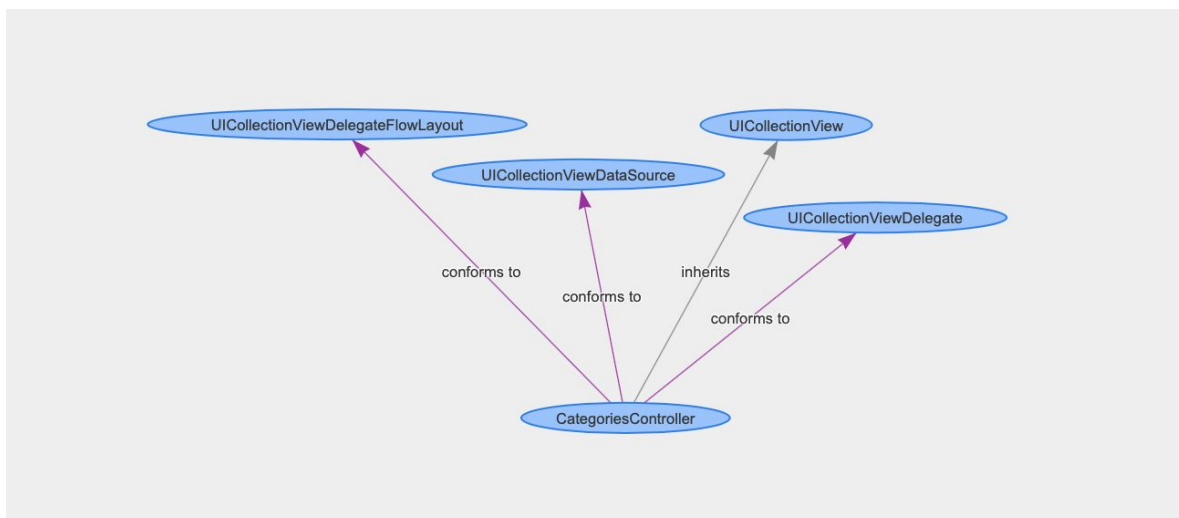 UICollectionViewDelegateFlowLayout
UICollectionView
UICollectionViewDataSource
UICollectionViewDelegate
conforms to
inherits
conforms to
conforms to
CategoriesController